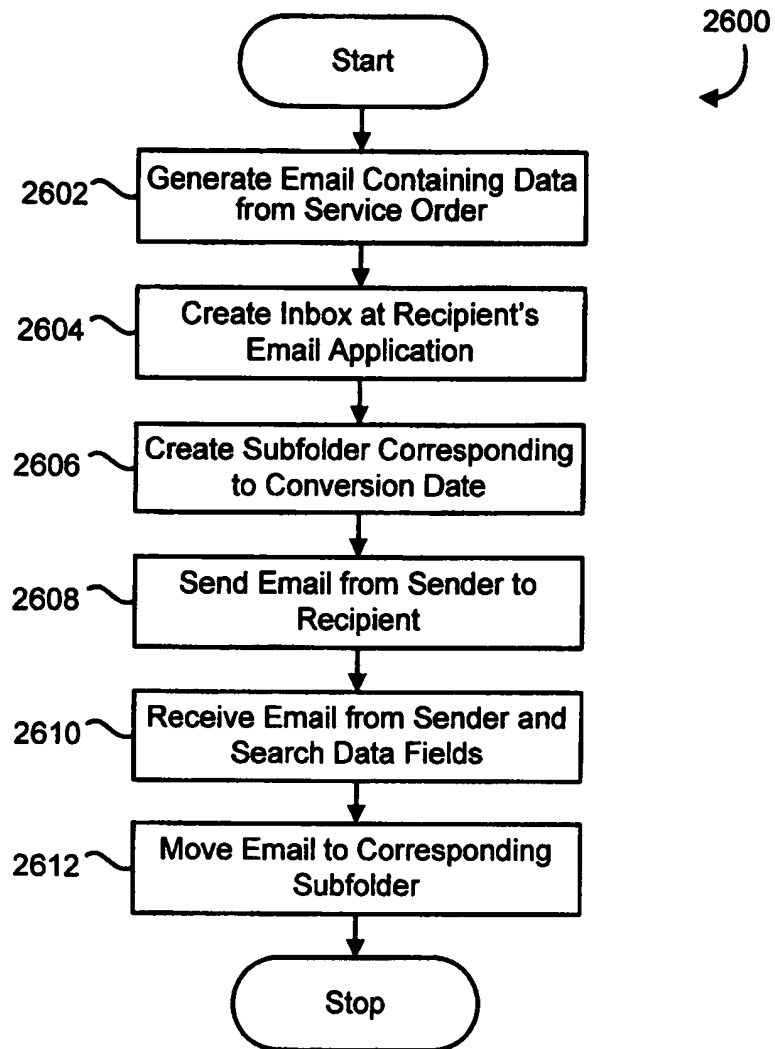 2600
Start
2602
Generate Email Containing Data
from Service Order
2604
Create Inbox at Recipient's
Email Application
2606
Create Subfolder Corresponding
to Conversion Date
2608
Send Email from Sender to
Recipient
2610
Receive Email from Sender and
Search Data Fields
2612
Move Email to Corresponding
Subfolder
Stop